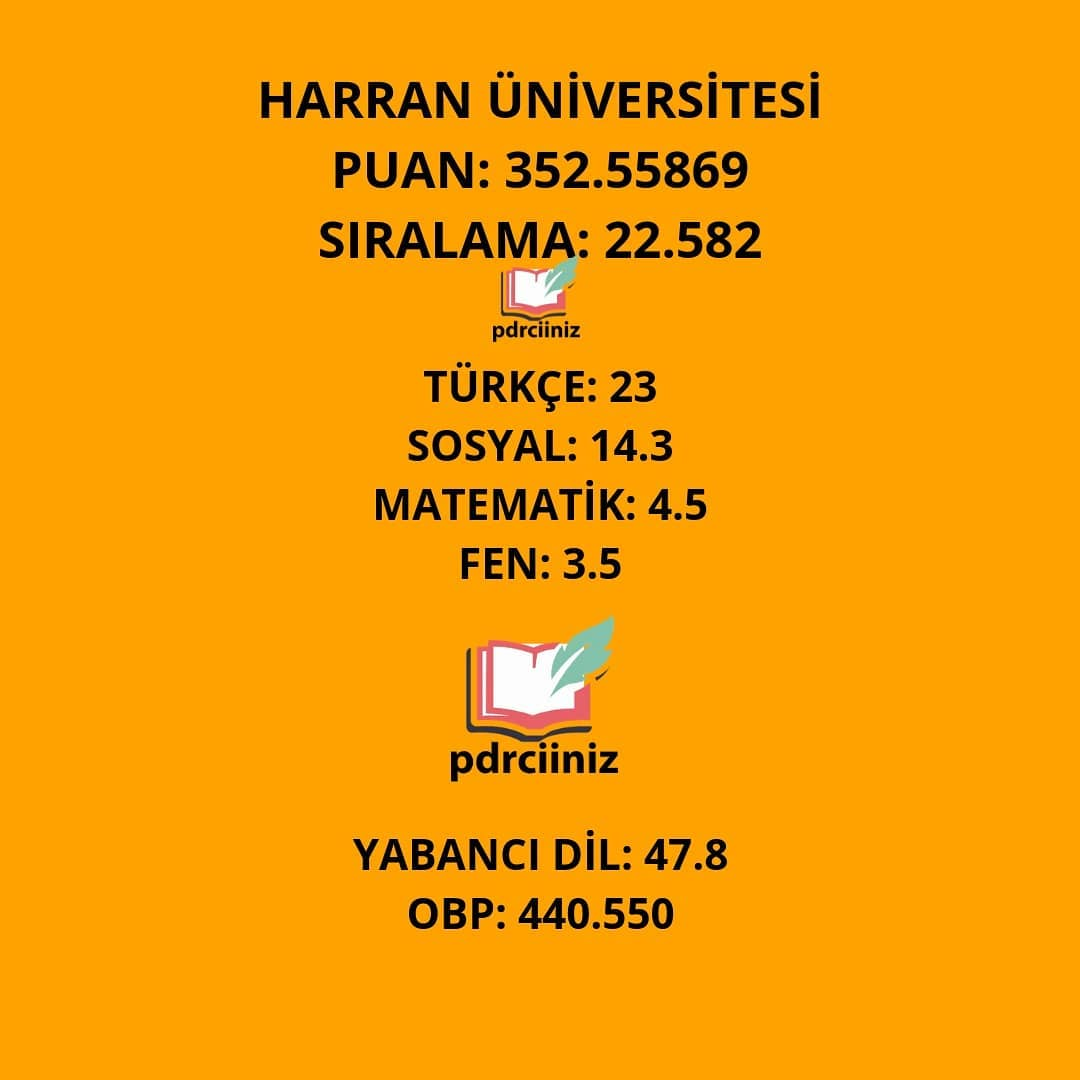 HARRAN ÜNİVERSİTESİ
PUAN: 352.55869
SIRALAMA: 22.582
pdrciiniz
TÜRKÇE: 23
SOSYAL: 14.3
MATEMATİK: 4.5
FEN: 3.5
pdrciiniz
YABANCI DİL: 47.8
OBP: 440.550